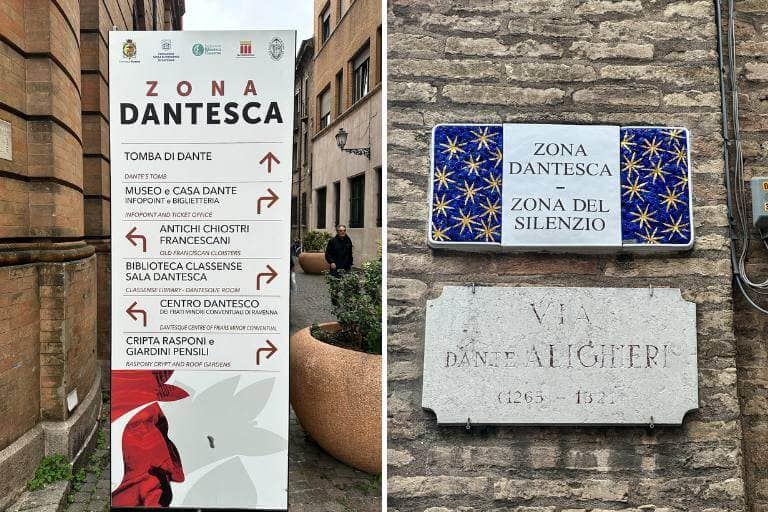 ZONA
DANTESCA
TOMBA DI DANTE
DANTE'S TOMB
MUSEO e CASA DANTE
INFOPOINT e BIGLIETTERIA
INFOPOINT AND TICKET OFFICE
ANTICHI CHIOSTRI
FRANCESCANI
OLD FRANCISCAN CLOISTERS
BIBLIOTECA CLASSENSE
SALA DANTESCA
CLASSENSE LIBRARY - DANTESQUE ROOM
CENTRO DANTESCO
DEI FRATI MINORI CONVENTUALI DI RAVENNA
DANTESQUE CENTRE OF FRIARS MINOR CONVENTUAL
CRIPTA RASPONI e
GIARDINI PENSILI
RASPONY CRYPT AND ROOF GARDENS
ZONA
DANTESCA
–
ZONA DEL
SILENZIO
VIA
DANTE ALIGHIERI
(1265 –